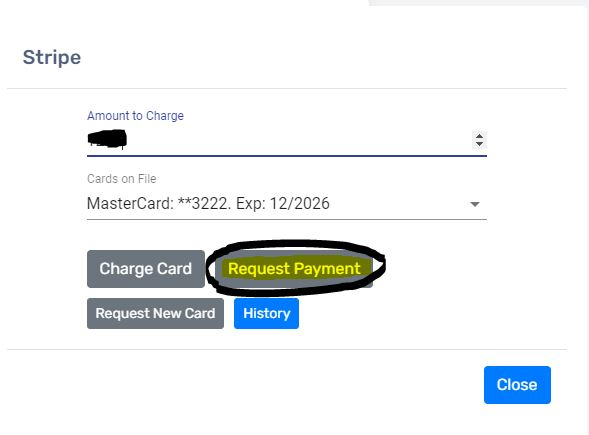 Stripe
Amount to Charge
Cards on File
MasterCard: **3222. Exp: 12/2026
Charge Card
Request Payment
Request New Card
History
Close